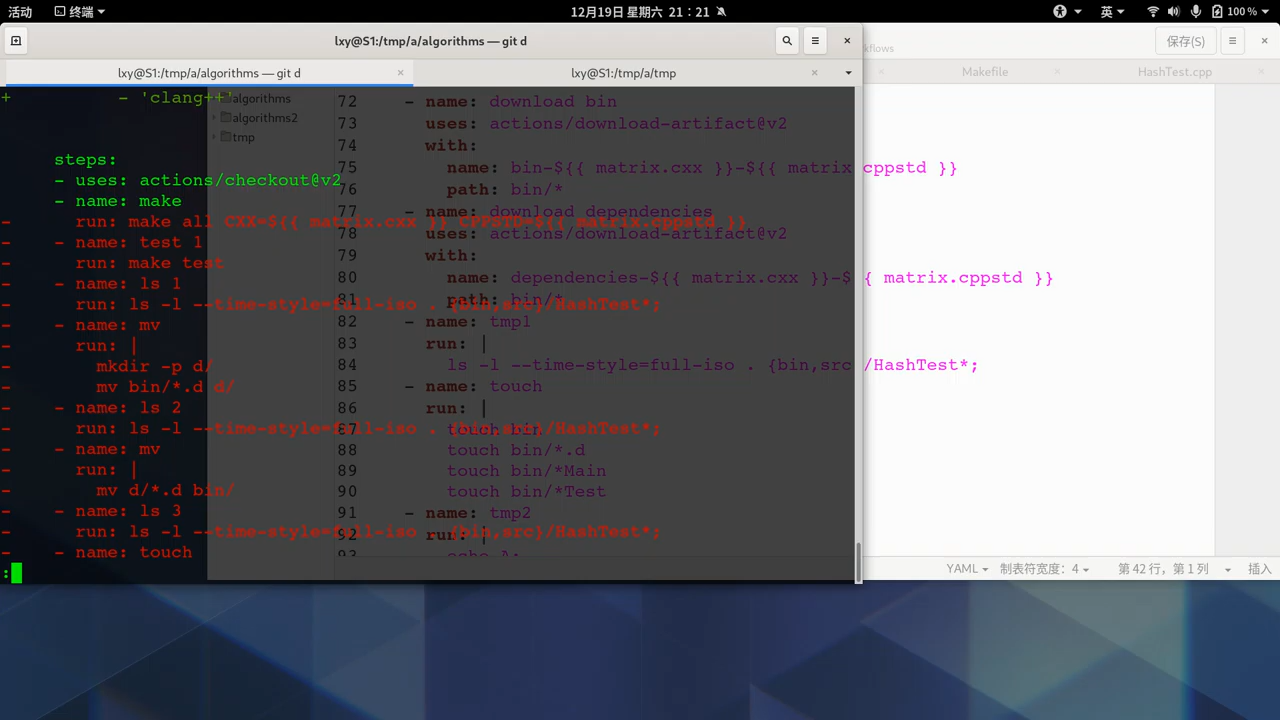 活动 终端 12月19日 星期六 21：21 英 100 %
lxy@S1:/tmp/a/algorithms — git d
lxy@S1:/tmp/a/algorithms — git d
lxy@S1:/tmp/a/tmp
+ - 'clang++'
steps:
- uses: actions/checkout@v2
- name: make
- run: make all CXX=${{ matrix.cxx }} CPPSTD=${{ matrix.cppstd }}
- - name: test 1
- run: make test
- - name: ls 1
- run: ls -l --time-style=full-iso . {bin,src}/HashTest*;
- - name: mv
- run: |
- mkdir -p d/
- mv bin/*.d d/
- - name: ls 2
- run: ls -l --time-style=full-iso . {bin,src}/HashTest*;
- - name: mv
- run: |
- mv d/*.d bin/
- - name: ls 3
- run: ls -l --time-style=full-iso . {bin,src}/HashTest*;
- - name: touch
:
algorithms
algorithms2
tmp
72 - name: download bin
73 uses: actions/download-artifact@v2
74 with:
75 name: bin-${{ matrix.cxx }}-${{ matrix.cppstd }}
76 path: bin/*
77 - name: download dependencies
78 uses: actions/download-artifact@v2
79 with:
80 name: dependencies-${{ matrix.cxx }}-${{ matrix.cppstd }}
81 path: bin/*
82 - name: tmp1
83 run: |
84 ls -l --time-style=full-iso . {bin,src}/HashTest*;
85 - name: touch
86 run: |
87 touch bin
88 touch bin/*.d
89 touch bin/*Main
90 touch bin/*Test
91 - name: tmp2
92 run: |
93 echo A;
kflows
保存(S)
Makefile
HashTest.cpp
YAML 制表符宽度：4 第 42 行，第 1 列 插入